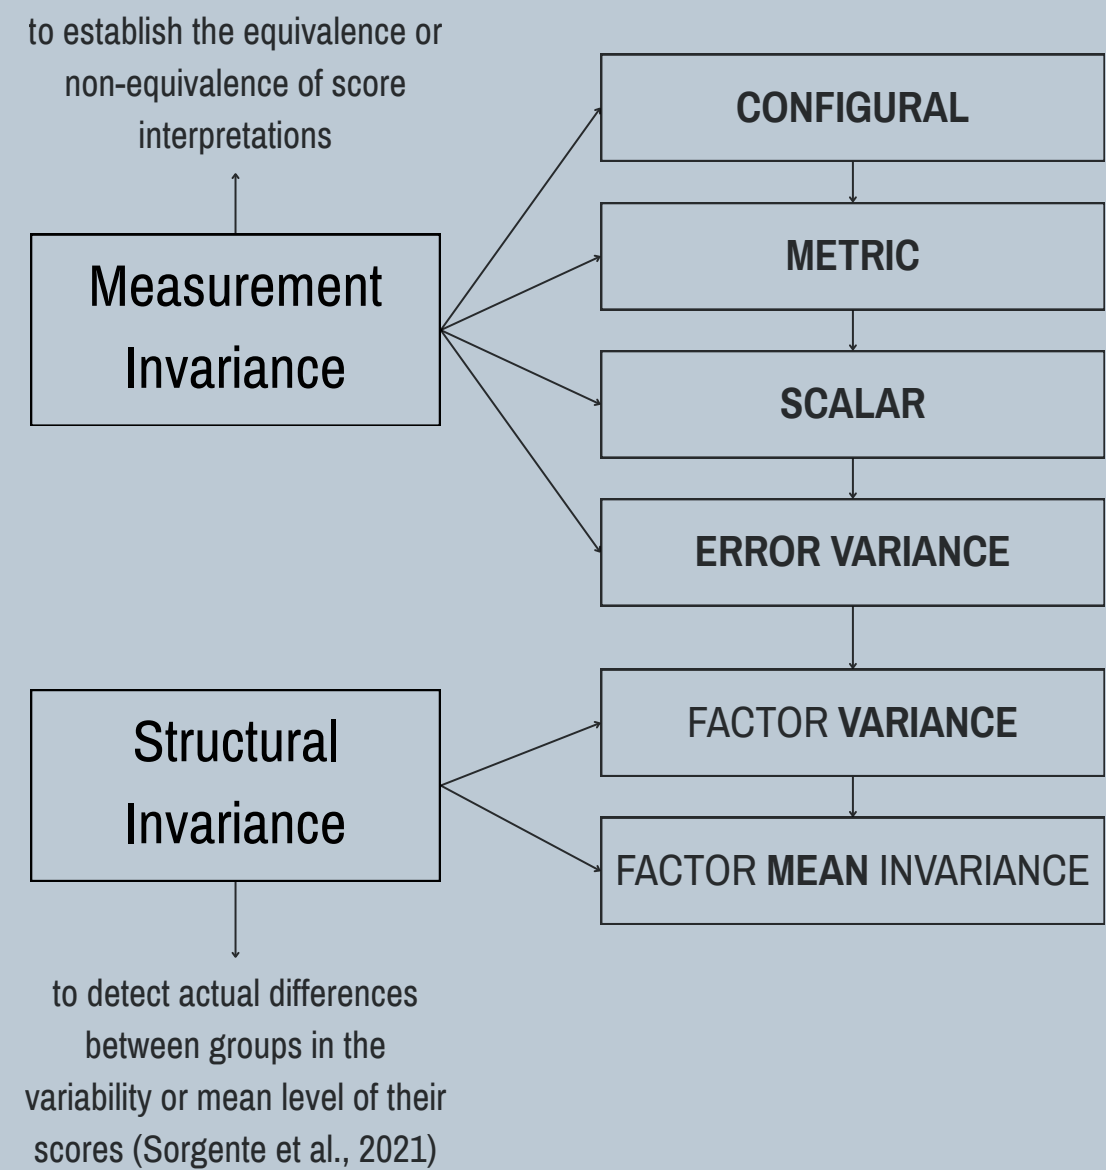 to establish the equivalence or
non-equivalence of score
interpretations
Measurement
Invariance
CONFIGURAL
METRIC
SCALAR
ERROR VARIANCE
Structural
Invariance
FACTOR VARIANCE
FACTOR MEAN INVARIANCE
to detect actual differences
between groups in the
variability or mean level of their
scores (Sorgente et al., 2021)